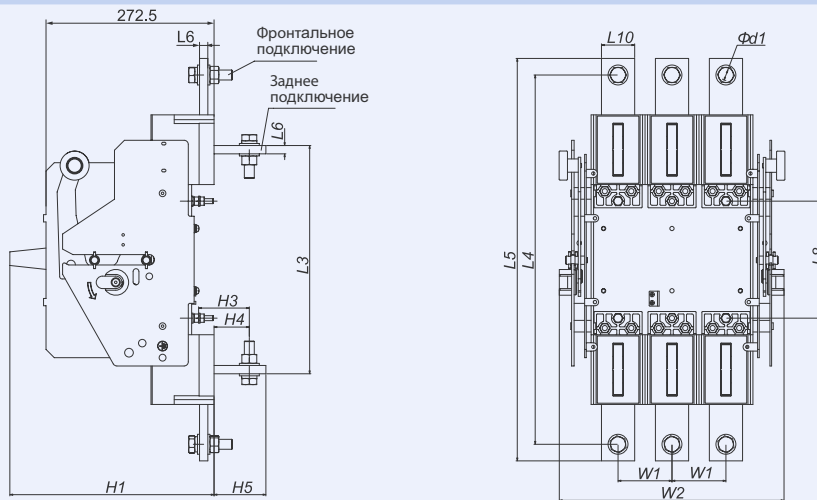 272.5
L6
Фронтальное
подключение
Заднее
подключение
L6
L3
H3
H4
H1
H5
L10
Φd1
L5
L4
W1
W1
W2